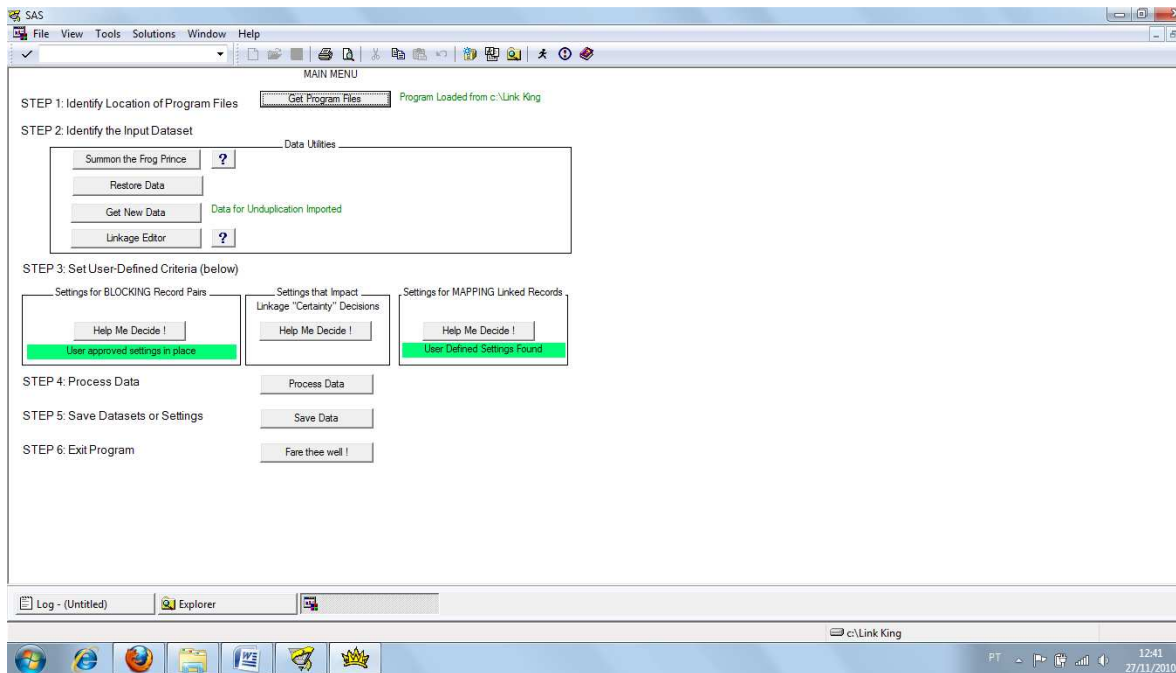 SAS
File View Tools Solutions Window Help
MAIN MENU
STEP 1: Identify Location of Program Files
Get Program Files
Program Loaded from c:\Link King
STEP 2: Identify the Input Dataset
Data Utilities
Summon the Frog Prince
?
Restore Data
Get New Data
Data for Unduplication Imported
Linkage Editor
?
STEP 3: Set User-Defined Criteria (below)
Settings for BLOCKING Record Pairs
Help Me Decide !
User approved settings in place
Settings that Impact
Linkage "Certainty" Decisions
Help Me Decide !
Settings for MAPPING Linked Records
Help Me Decide !
User Defined Settings Found
STEP 4: Process Data
Process Data
STEP 5: Save Datasets or Settings
Save Data
STEP 6: Exit Program
Fare thee well !
Log - (Untitled)
Explorer
c:\Link King
PT
12:41
27/11/2010